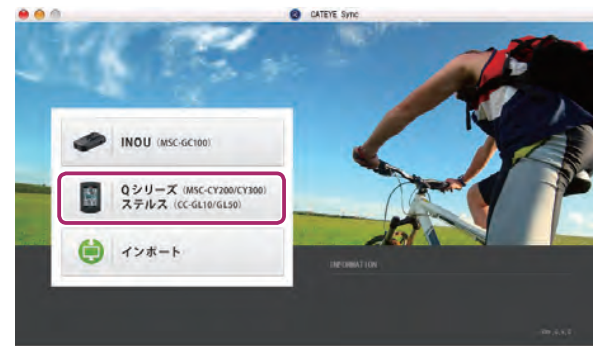 CATEYE Sync
INOU (MSC-GC100)
Qシリーズ (MSC-CY200/CY300)
ステルス (CC-GL10/GL50)
インポート
INFORMATION